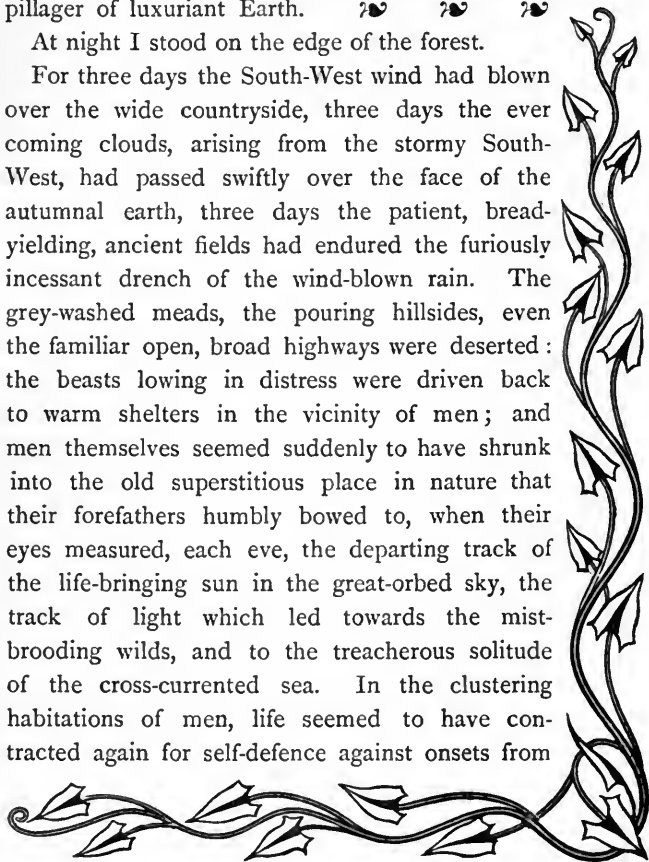 pillager of luxuriant Earth. ❧ ❧ ❧
At night I stood on the edge of the forest.
For three days the South-West wind had blown
over the wide countryside, three days the ever
coming clouds, arising from the stormy South-
West, had passed swiftly over the face of the
autumnal earth, three days the patient, bread-
yielding, ancient fields had endured the furiously
incessant drench of the wind-blown rain. The
grey-washed meads, the pouring hillsides, even
the familiar open, broad highways were deserted :
the beasts lowing in distress were driven back
to warm shelters in the vicinity of men ; and
men themselves seemed suddenly to have shrunk
into the old superstitious place in nature that
their forefathers humbly bowed to, when their
eyes measured, each eve, the departing track of
the life-bringing sun in the great-orbed sky, the
track of light which led towards the mist-
brooding wilds, and to the treacherous solitude
of the cross-currented sea. In the clustering
habitations of men, life seemed to have con-
tracted again for self-defence against onsets from